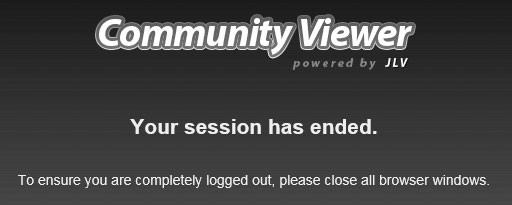 Community Viewer
powered by JLV
Your session has ended.
To ensure you are completely logged out, please close all browser windows.